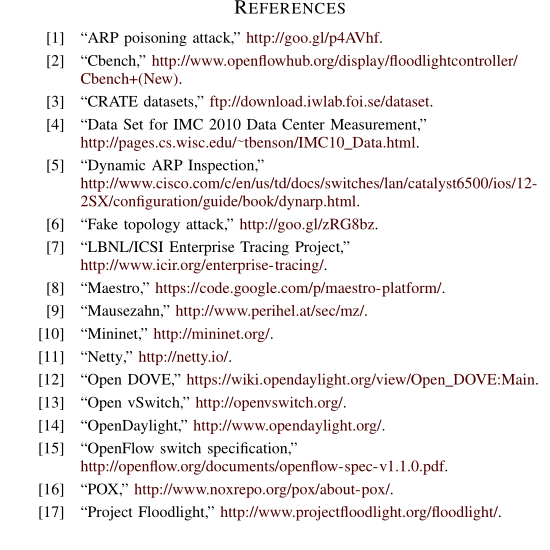 REFERENCES
[1] “ARP poisoning attack,” http://goo.gl/p4AVhf.
[2] “Cbench,” http://www.openflowhub.org/display/floodlightcontroller/
Cbench+(New).
[3] “CRATE datasets,” ftp://download.iwlab.foi.se/dataset.
[4] “Data Set for IMC 2010 Data Center Measurement,”
http://pages.cs.wisc.edu/~tbenson/IMC10_Data.html.
[5] “Dynamic ARP Inspection,”
http://www.cisco.com/c/en/us/td/docs/switches/lan/catalyst6500/ios/12-
2SX/configuration/guide/book/dynarp.html.
[6] “Fake topology attack,” http://goo.gl/zRG8bz.
[7] “LBNL/ICSI Enterprise Tracing Project,”
http://www.icir.org/enterprise-tracing/.
[8] “Maestro,” https://code.google.com/p/maestro-platform/.
[9] “Mausezahn,” http://www.perihel.at/sec/mz/.
[10] “Mininet,” http://mininet.org/.
[11] “Netty,” http://netty.io/.
[12] “Open DOVE,” https://wiki.opendaylight.org/view/Open_DOVE:Main.
[13] “Open vSwitch,” http://openvswitch.org/.
[14] “OpenDaylight,” http://www.opendaylight.org/.
[15] “OpenFlow switch specification,”
http://openflow.org/documents/openflow-spec-v1.1.0.pdf.
[16] “POX,” http://www.noxrepo.org/pox/about-pox/.
[17] “Project Floodlight,” http://www.projectfloodlight.org/floodlight/.